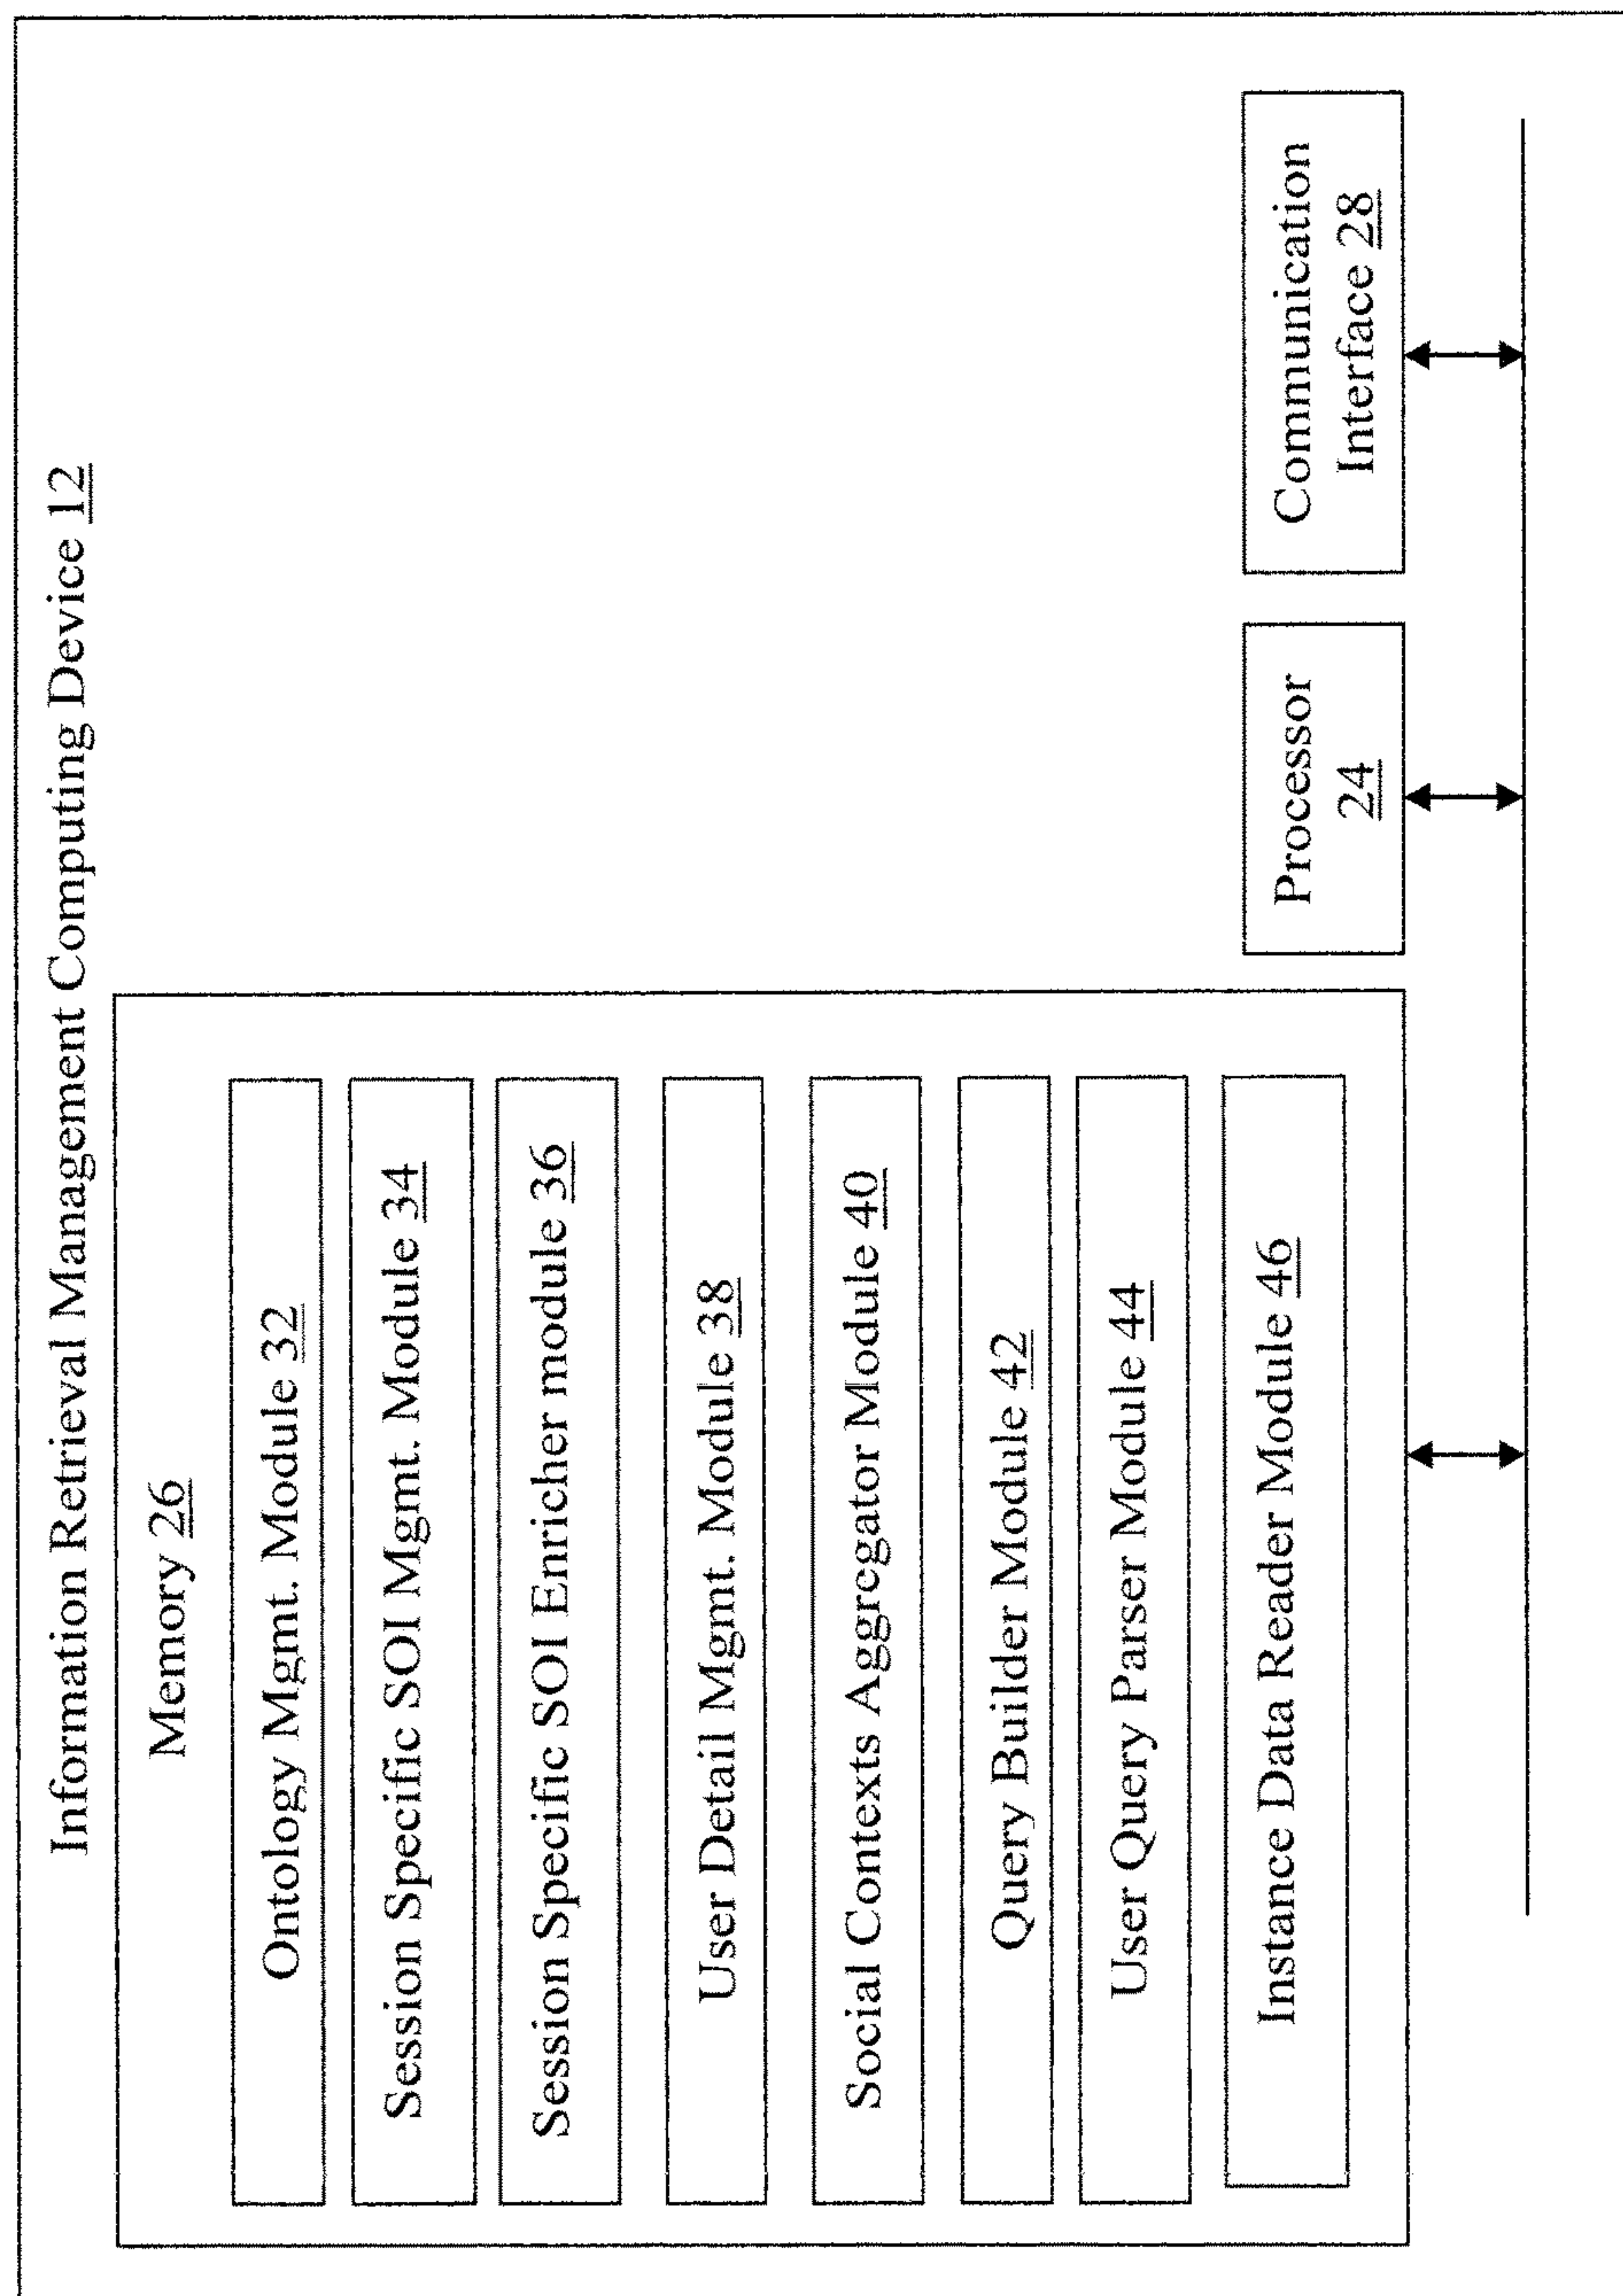 Information Retrieval Management Computing Device 12
Memory 26
Ontology Mgmt. Module 32
Session Specific SOI Mgmt. Module 34
Session Specific SOI Enricher module 36
User Detail Mgmt. Module 38
Social Contexts Aggregator Module 40
Query Builder Module 42
User Query Parser Module 44
Instance Data Reader Module 46
Processor
24
Communication
Interface 28